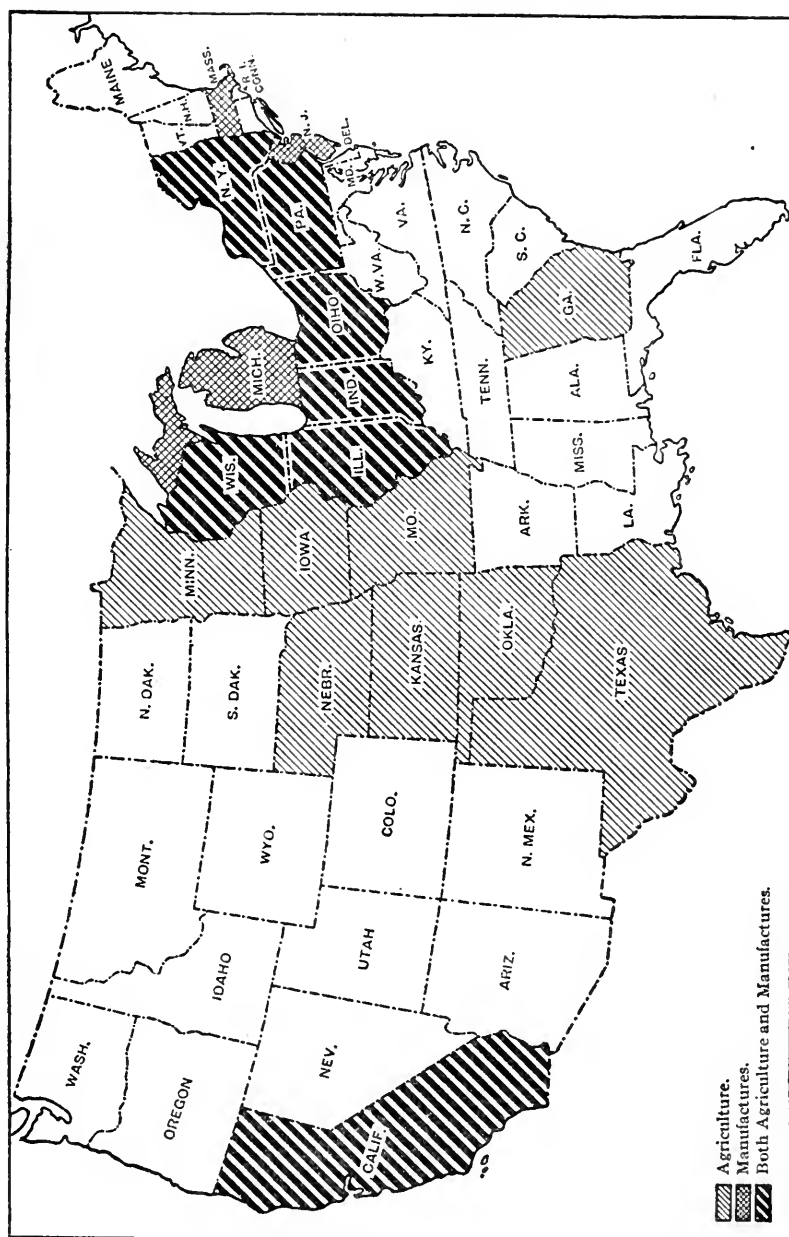 WASH.
OREGON
CALIF.
NEV.
IDAHO
MONT.
WYO.
UTAH
COLO.
ARIZ.
N. MEX.
N. DAK.
S. DAK.
NEBR.
KANSAS
OKLA.
TEXAS
MINN.
IOWA
MO.
ARK.
LA.
WIS.
ILL.
MICH.
IND.
OIHO
KY.
TENN.
MISS.
ALA.
GA.
FLA.
S. C.
N. C.
VA.
W. VA.
MD.
DEL.
PA.
N. J.
N. Y.
VT.
N.H.
MAINE
MASS.
R. I.
CONN.
Agriculture.
Manufactures.
Both Agriculture and Manufactures.